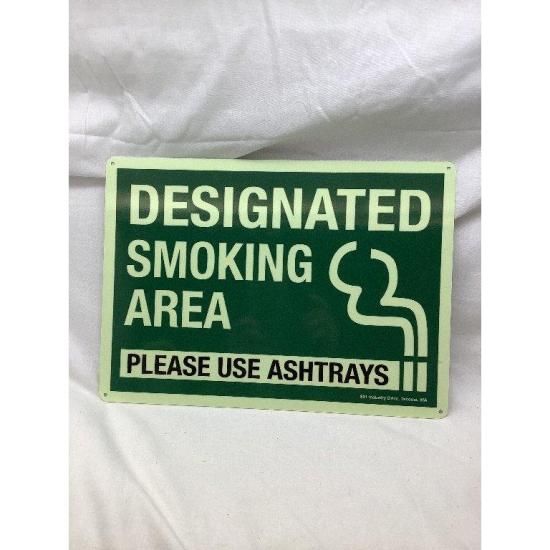 DESIGNATED
SMOKING
AREA
PLEASE USE ASHTRAYS